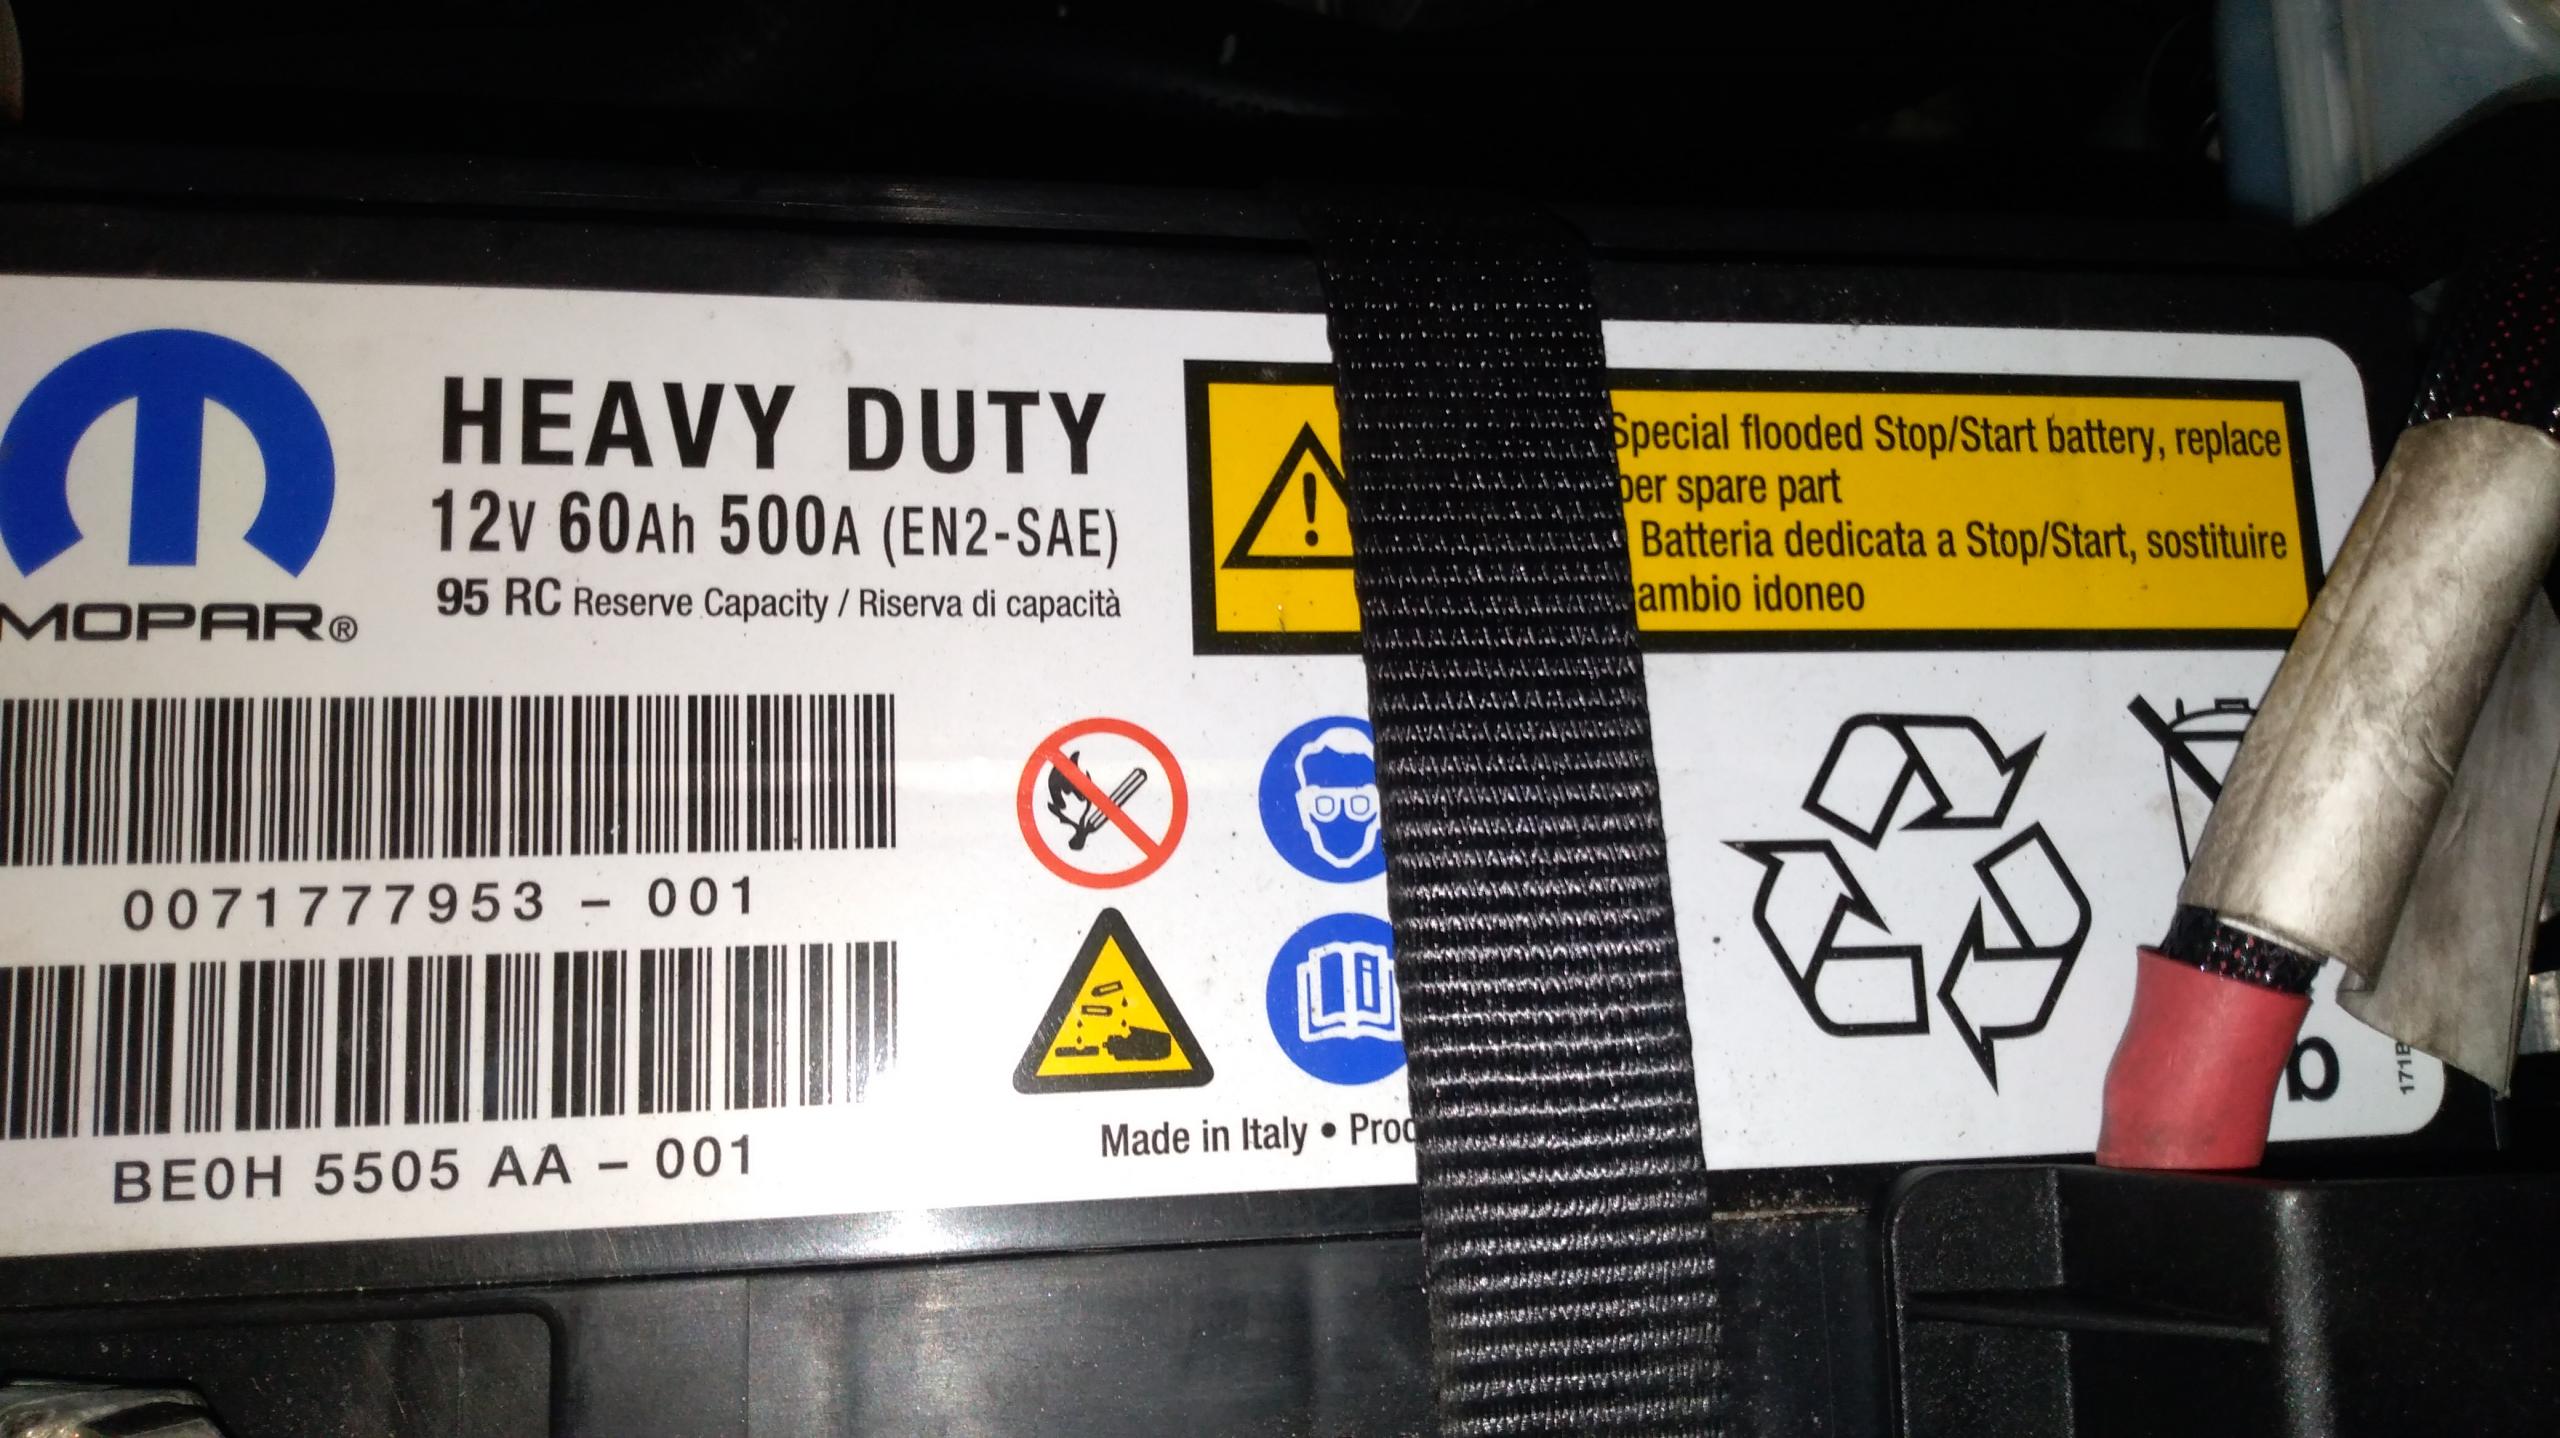 MOPAR®
HEAVY DUTY
12V 60Ah 500A (EN2-SAE)
95 RC Reserve Capacity / Riserva di capacità
Special flooded Stop/Start battery, replace
per spare part
Batteria dedicata a Stop/Start, sostituire
idoneo
0071777953 - 001
BE0H 5505 AA - 001
Made in Italy •
b